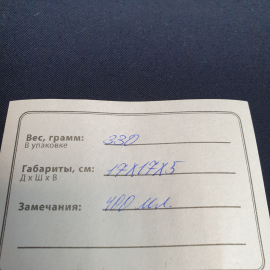 Вес, грамм: 330
В упаковке
Габариты, см: 17х17х5
Д х Ш х В
Замечания: 400 мл.